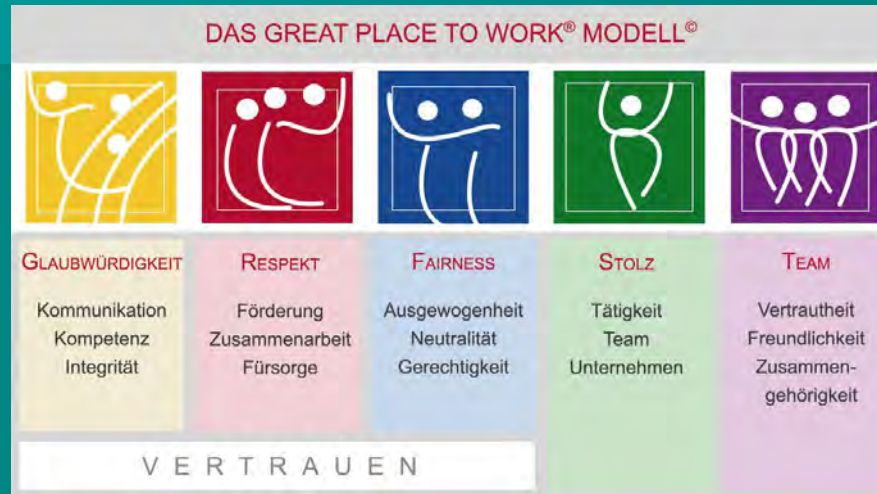 DAS GREAT PLACE TO WORK® MODELL©
GLAUBWÜRDIGKEIT
Kommunikation
Kompetenz
Integrität
RESPEKT
Förderung
Zusammenarbeit
Fürsorge
FAIRNESS
Ausgewogenheit
Neutralität
Gerechtigkeit
STOLZ
Tätigkeit
Team
Unternehmen
TEAM
Vertrautheit
Freundlichkeit
Zusammen-
gehörigkeit
VERTRAUEN